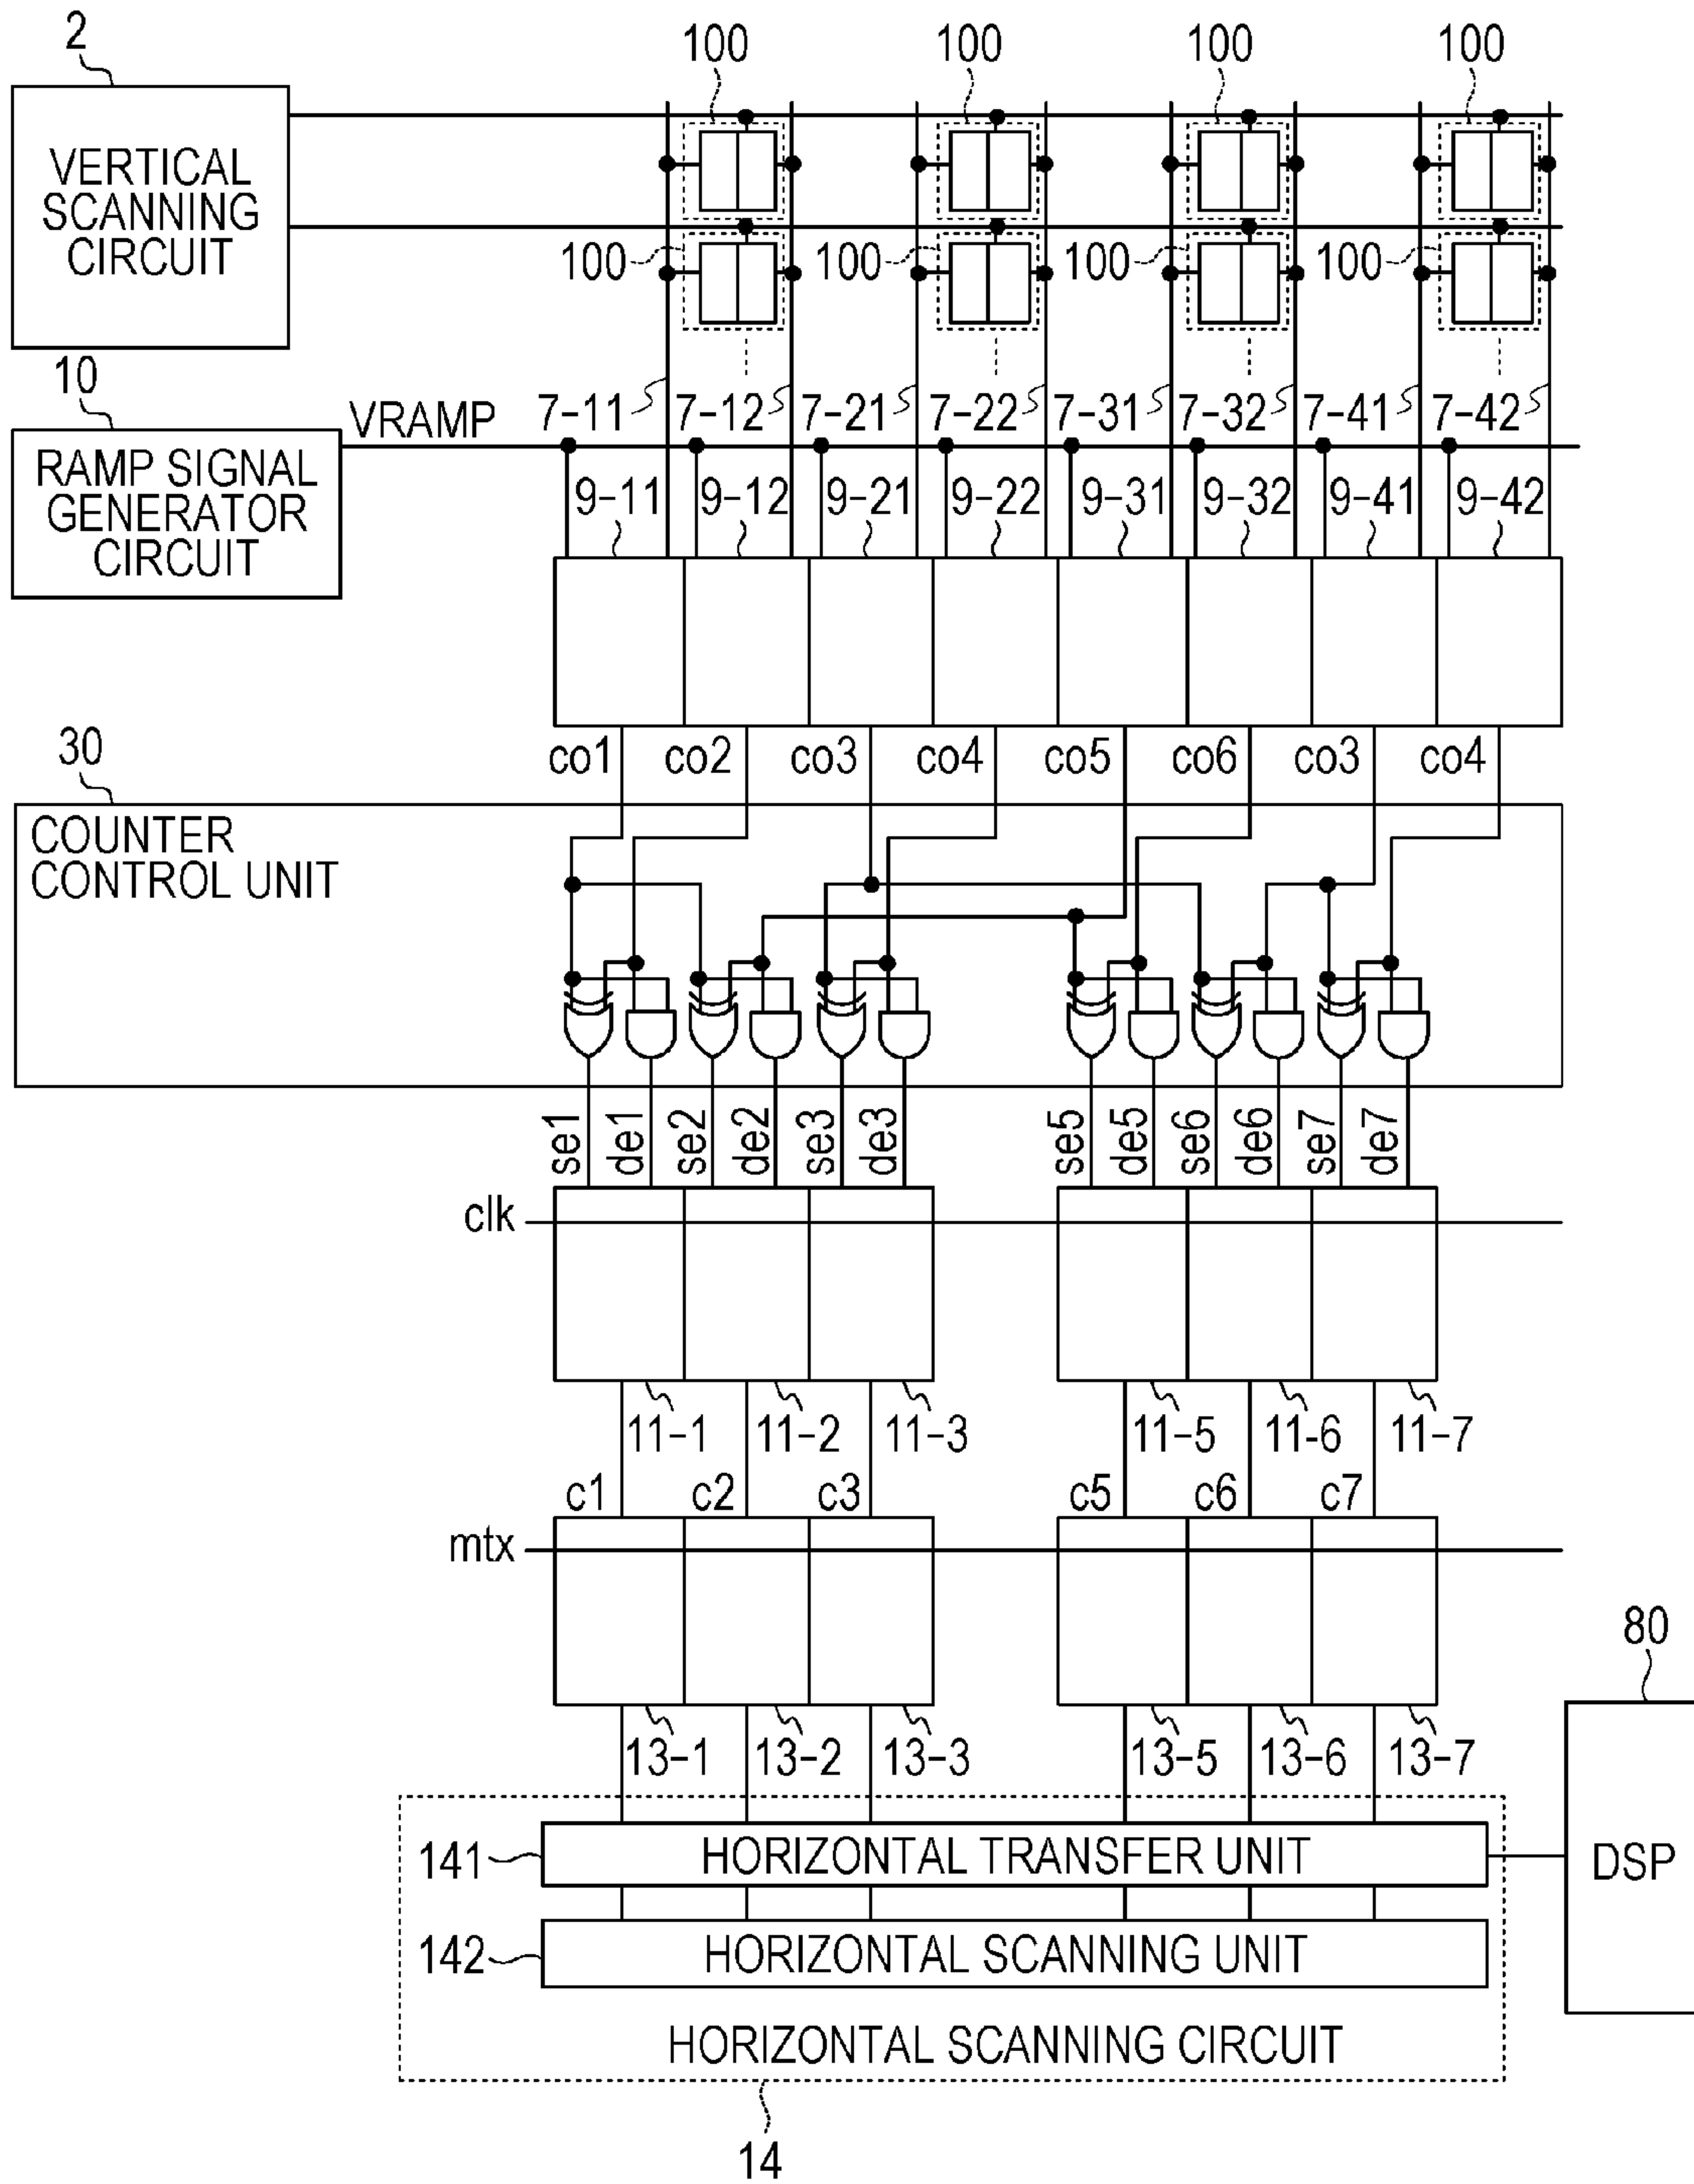 2
100 100 100 100
VERTICAL
SCANNING
CIRCUIT
100 100 100 100
10
VRAMP
7-11 7-12 7-21 7-22 7-31 7-32 7-41 7-42
RAMP SIGNAL
GENERATOR
CIRCUIT
9-11 9-12 9-21 9-22 9-31 9-32 9-41 9-42
30
co1 co2 co3 co4 co5 co6 co3 co4
COUNTER
CONTROL UNIT
se1 de1 se2 de2 se3 de3 se5 de5 se6 de6 se7 de7
clk
11-1 11-2 11-3 11-5 11-6 11-7
c1 c2 c3 c5 c6 c7
mtx
80
13-1 13-2 13-3 13-5 13-6 13-7
141 HORIZONTAL TRANSFER UNIT
DSP
142 HORIZONTAL SCANNING UNIT
HORIZONTAL SCANNING CIRCUIT
14